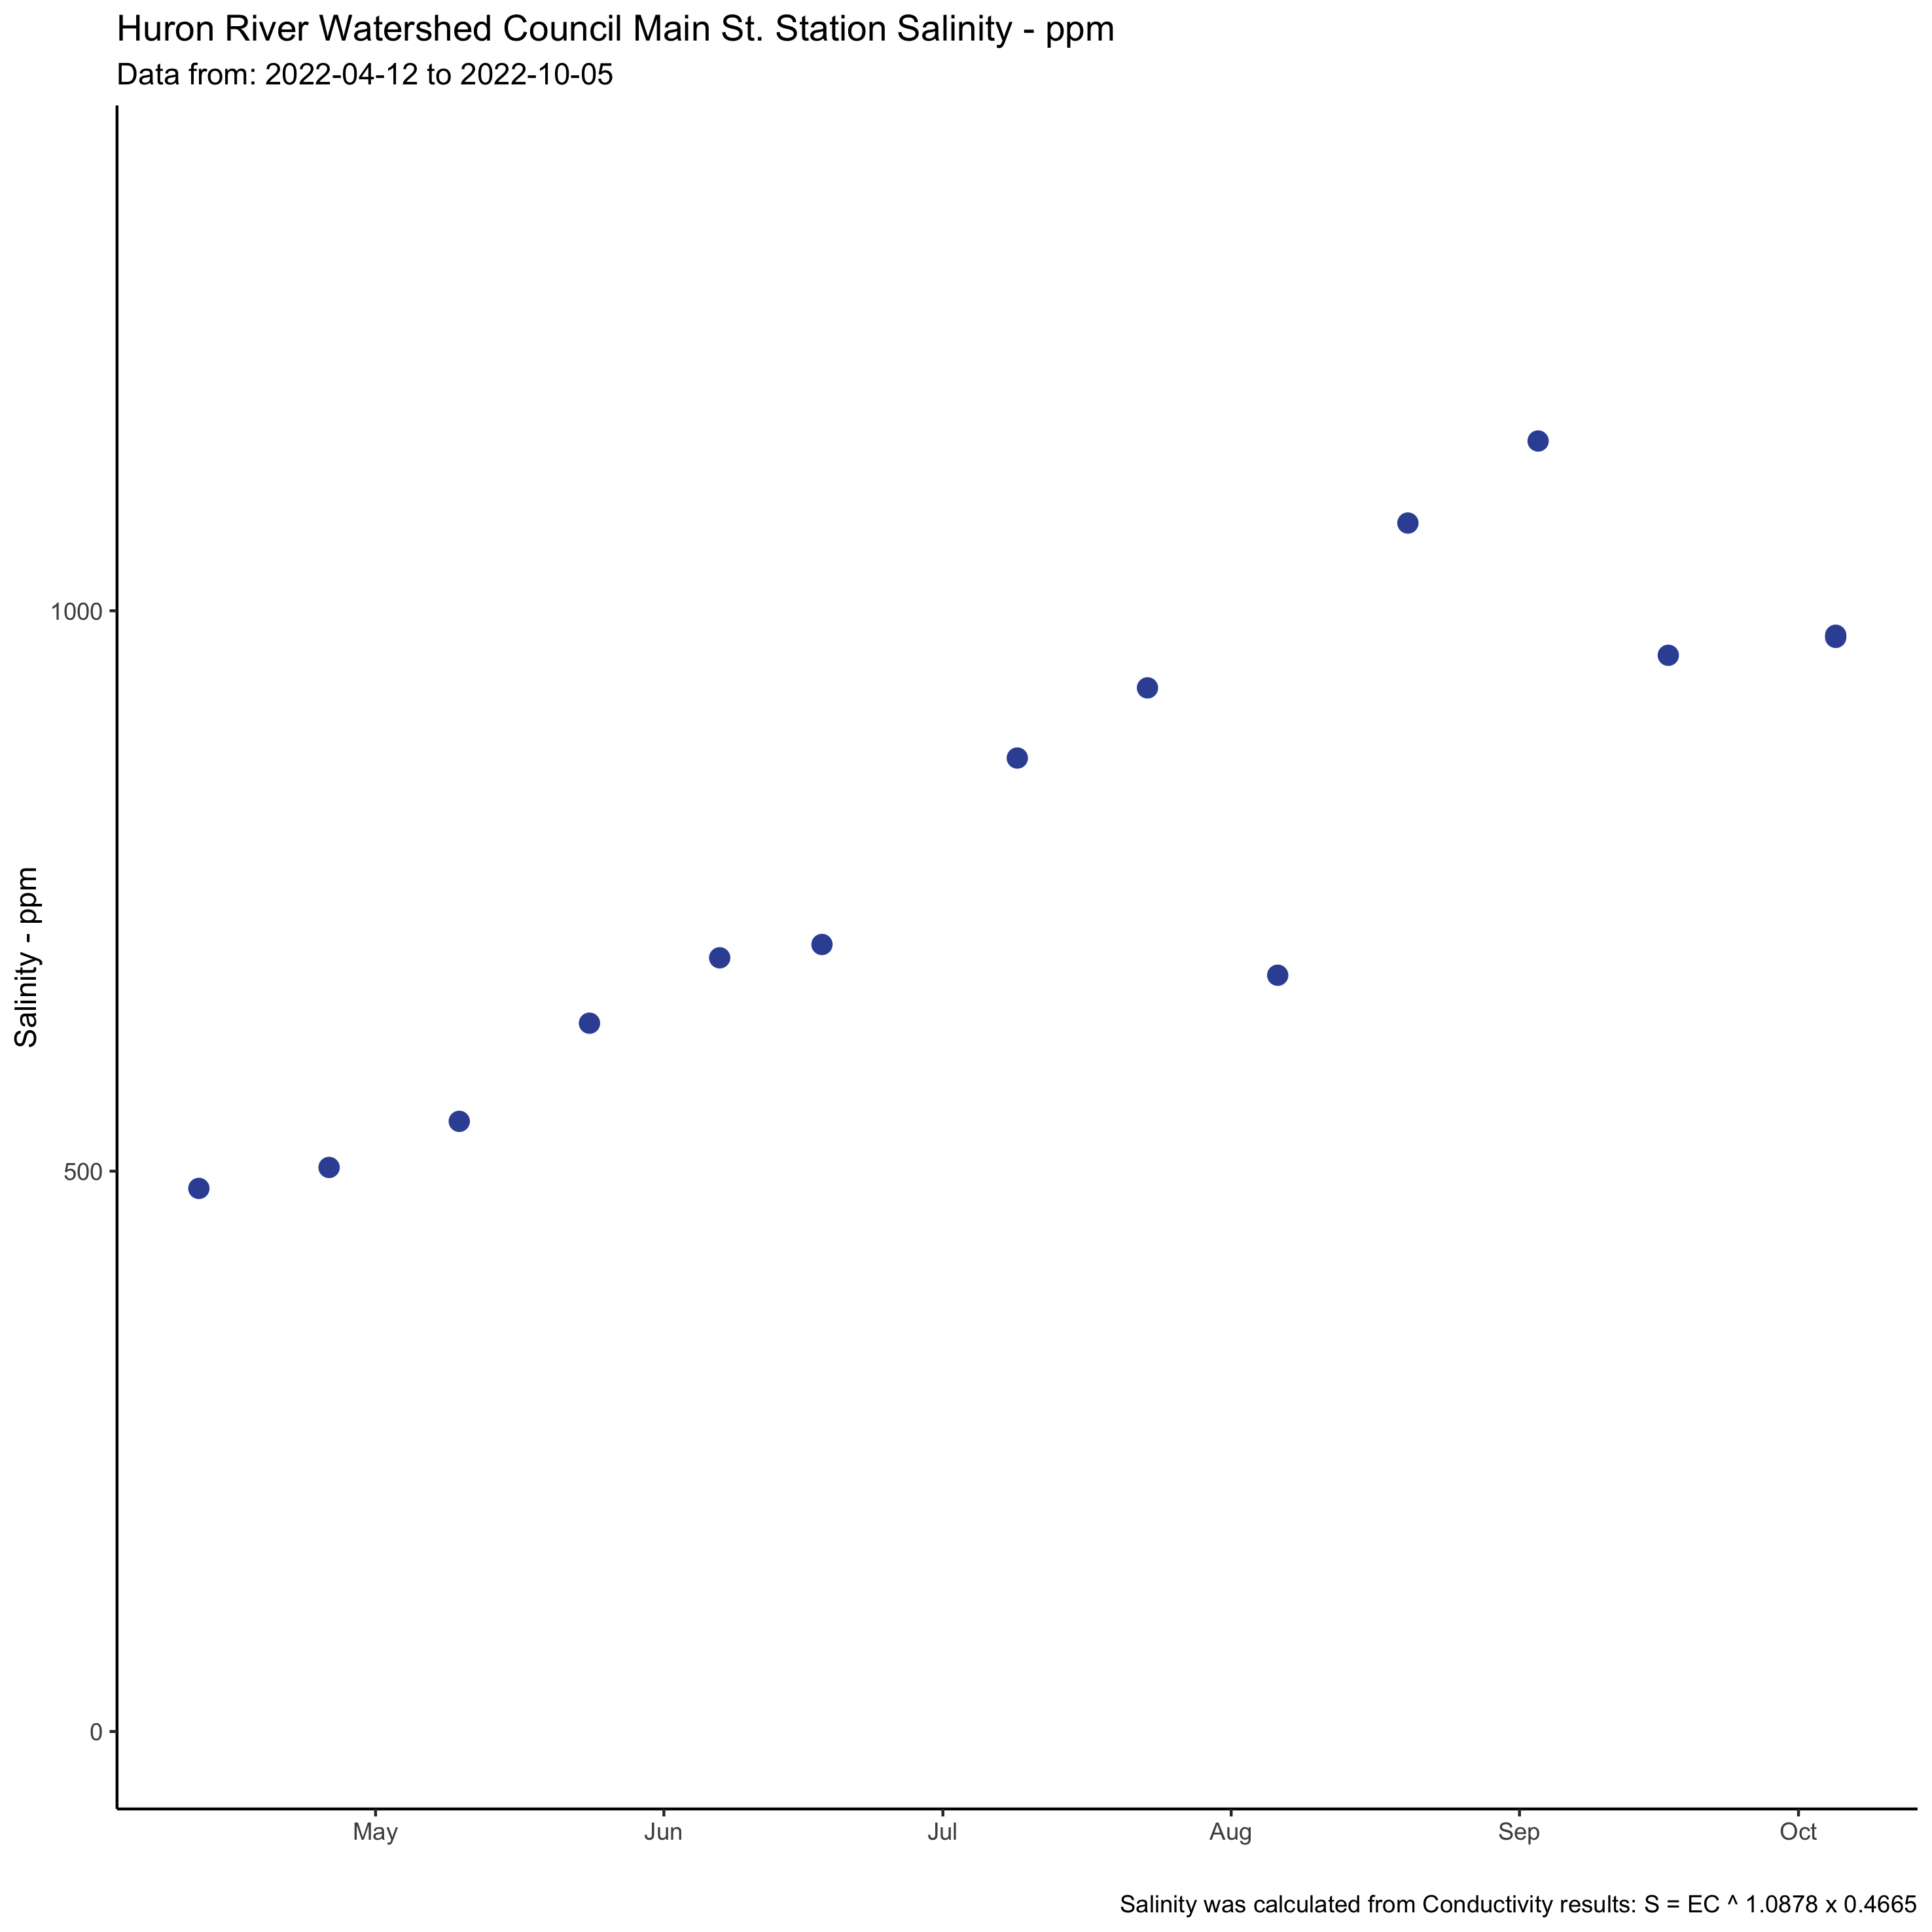 Huron River Watershed Council Main St. Station Salinity - ppm
Data from: 2022-04-12 to 2022-10-05
Salinity - ppm
1000
500
0
May Jun Jul Aug Sep Oct
Salinity was calculated from Conductivity results: S = EC ^ 1.0878 x 0.4665